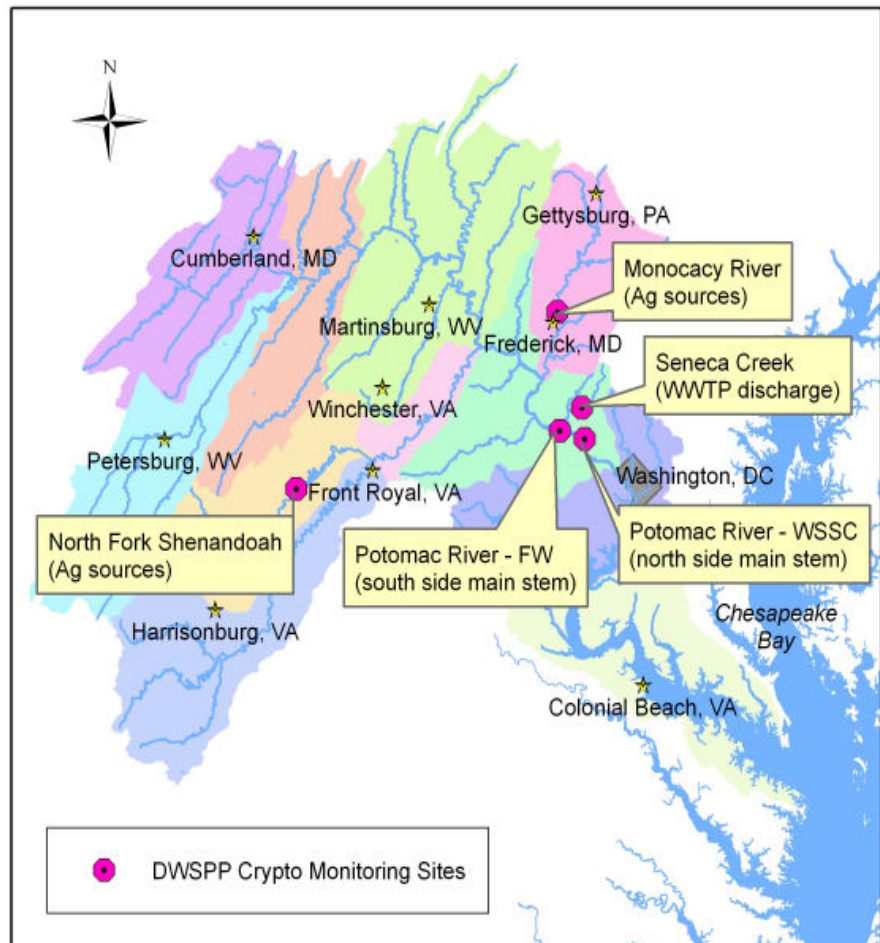 N
Gettysburg, PA
Cumberland, MD
Monocacy River
(Ag sources)
Martinsburg, WV
Frederick, MD
Seneca Creek
(WWTP discharge)
Winchester, VA
Petersburg, WV
Front Royal, VA
Washington, DC
North Fork Shenandoah
(Ag sources)
Potomac River - FW
(south side main stem)
Potomac River - WSSC
(north side main stem)
Harrisonburg, VA
Chesapeake
Bay
Colonial Beach, VA
DWSPP Crypto Monitoring Sites